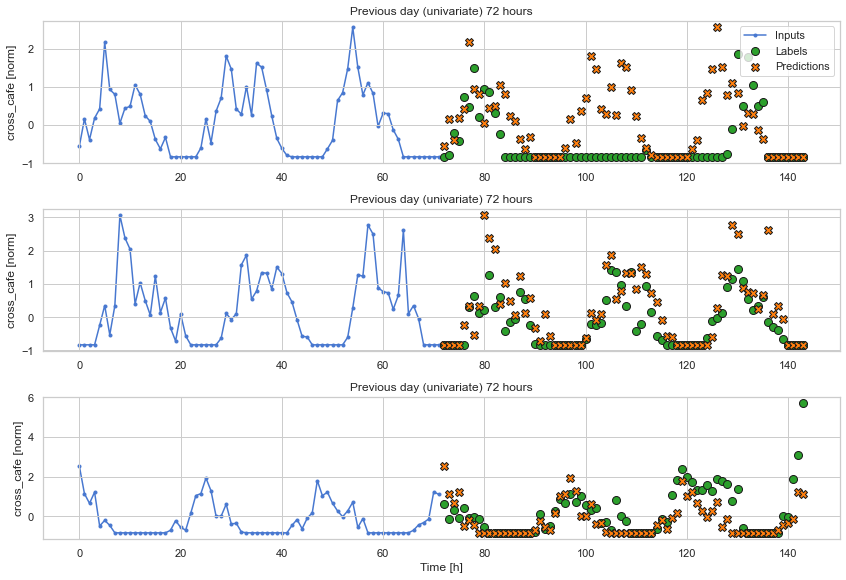 Previous day (univariate) 72 hours
cross_cafe [norm]
2
1
0
−1
0 20 40 60 80 100 120 140
Inputs
Labels
Predictions
Previous day (univariate) 72 hours
cross_cafe [norm]
3
2
1
0
−1
0 20 40 60 80 100 120 140
Previous day (univariate) 72 hours
cross_cafe [norm]
6
4
2
0
0 20 40 60 80 100 120 140
Time [h]